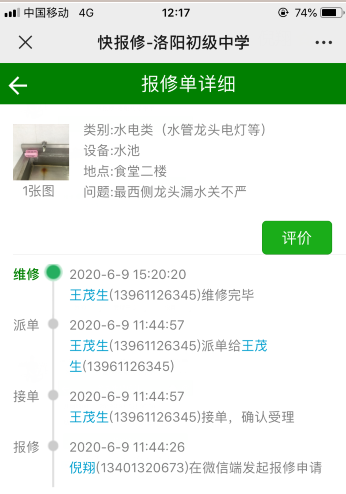 中国移动 4G 12:17 74%
快报修-洛阳初级中学
报修单详细
类别:水电类（水管龙头电灯等）
设备:水池
地点:食堂二楼
1张图
问题:最西侧龙头漏水关不严
评价
维修 2020-6-9 15:20:20
王茂生(13961126345)维修完毕
派单 2020-6-9 11:44:57
王茂生(13961126345)派单给王茂
生(13961126345)
接单 2020-6-9 11:44:57
王茂生(13961126345)接单，确认受理
报修 2020-6-9 11:44:26
倪翔(13401320673)在微信端发起报修申请